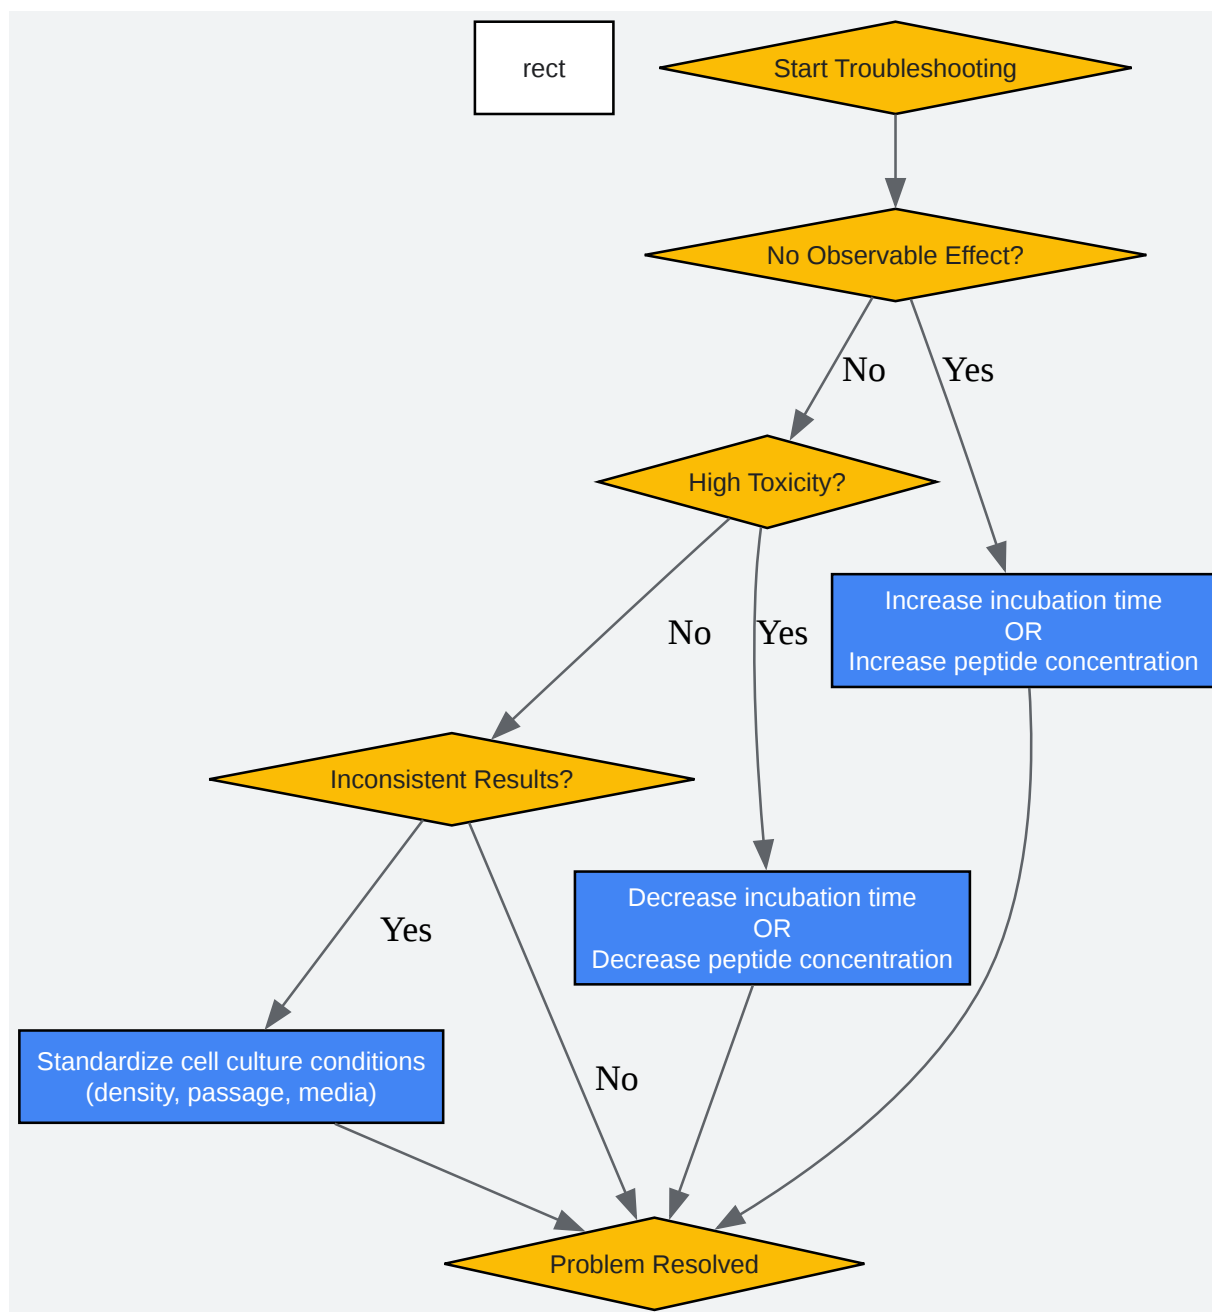 rect
Start Troubleshooting
No Observable Effect?
No
Yes
High Toxicity?
Increase incubation time
OR
Increase peptide concentration
No
Yes
Inconsistent Results?
Decrease incubation time
OR
Decrease peptide concentration
Yes
Standardize cell culture conditions
(density, passage, media)
No
Problem Resolved